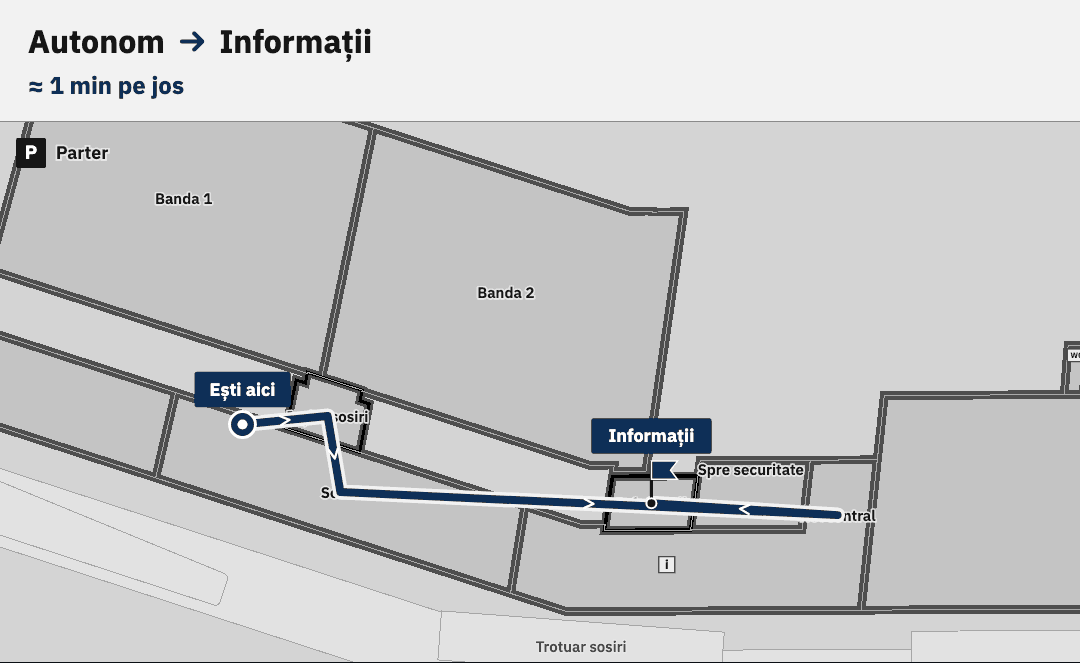 Autonom → Informații
≈ 1 min pe jos
P Parter
Banda 1
Banda 2
Ești aici
sosiri
Informații
Spre securitate
i
Trotuar sosiri